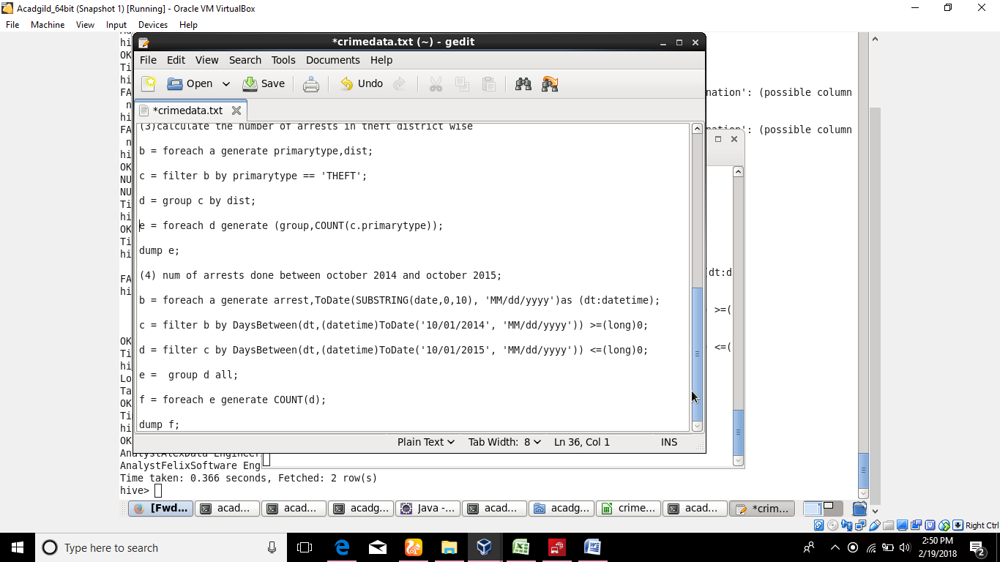 Acadgild_64bit (Snapshot 1) [Running] - Oracle VM VirtualBox
File Machine View Input Devices Help
*crimedata.txt (~) - gedit
File Edit View Search Tools Documents Help
Open Save Undo
*crimedata.txt
(3)calculate the number of arrests in theft district wise
b = foreach a generate primarytype,dist;
c = filter b by primarytype == 'THEFT';
d = group c by dist;
e = foreach d generate (group,COUNT(c.primarytype));
dump e;
(4) num of arrests done between october 2014 and october 2015;
b = foreach a generate arrest,ToDate(SUBSTRING(date,0,10), 'MM/dd/yyyy')as (dt:datetime);
c = filter b by DaysBetween(dt,(datetime)ToDate('10/01/2014', 'MM/dd/yyyy')) >=(long)0;
d = filter c by DaysBetween(dt,(datetime)ToDate('10/01/2015', 'MM/dd/yyyy')) <=(long)0;
e =  group d all;
f = foreach e generate COUNT(d);
dump f;
Plain Text Tab Width: 8 Ln 36, Col 1 INS
hi
OK
Ti
hi
FA nation': (possible column
n
hi
FA nation': (possible column
n
hi
OK
NU
NU
Ti
hi
OK
Ti
hi
(dt:d
FA
hi
>=(
OK
<=(
Ti
hi
Lo
Ta
OK
Ti
hi
OK
AnalystAlexData Engineer
AnalystFelixSoftware Eng
Time taken: 0.366 seconds, Fetched: 2 row(s)
hive>
[Fwd... acad... acad... acadg... Java -... acad... acadg... crime... acad... *crim...
Right Ctrl
Type here to search
2:50 PM
2/19/2018
2